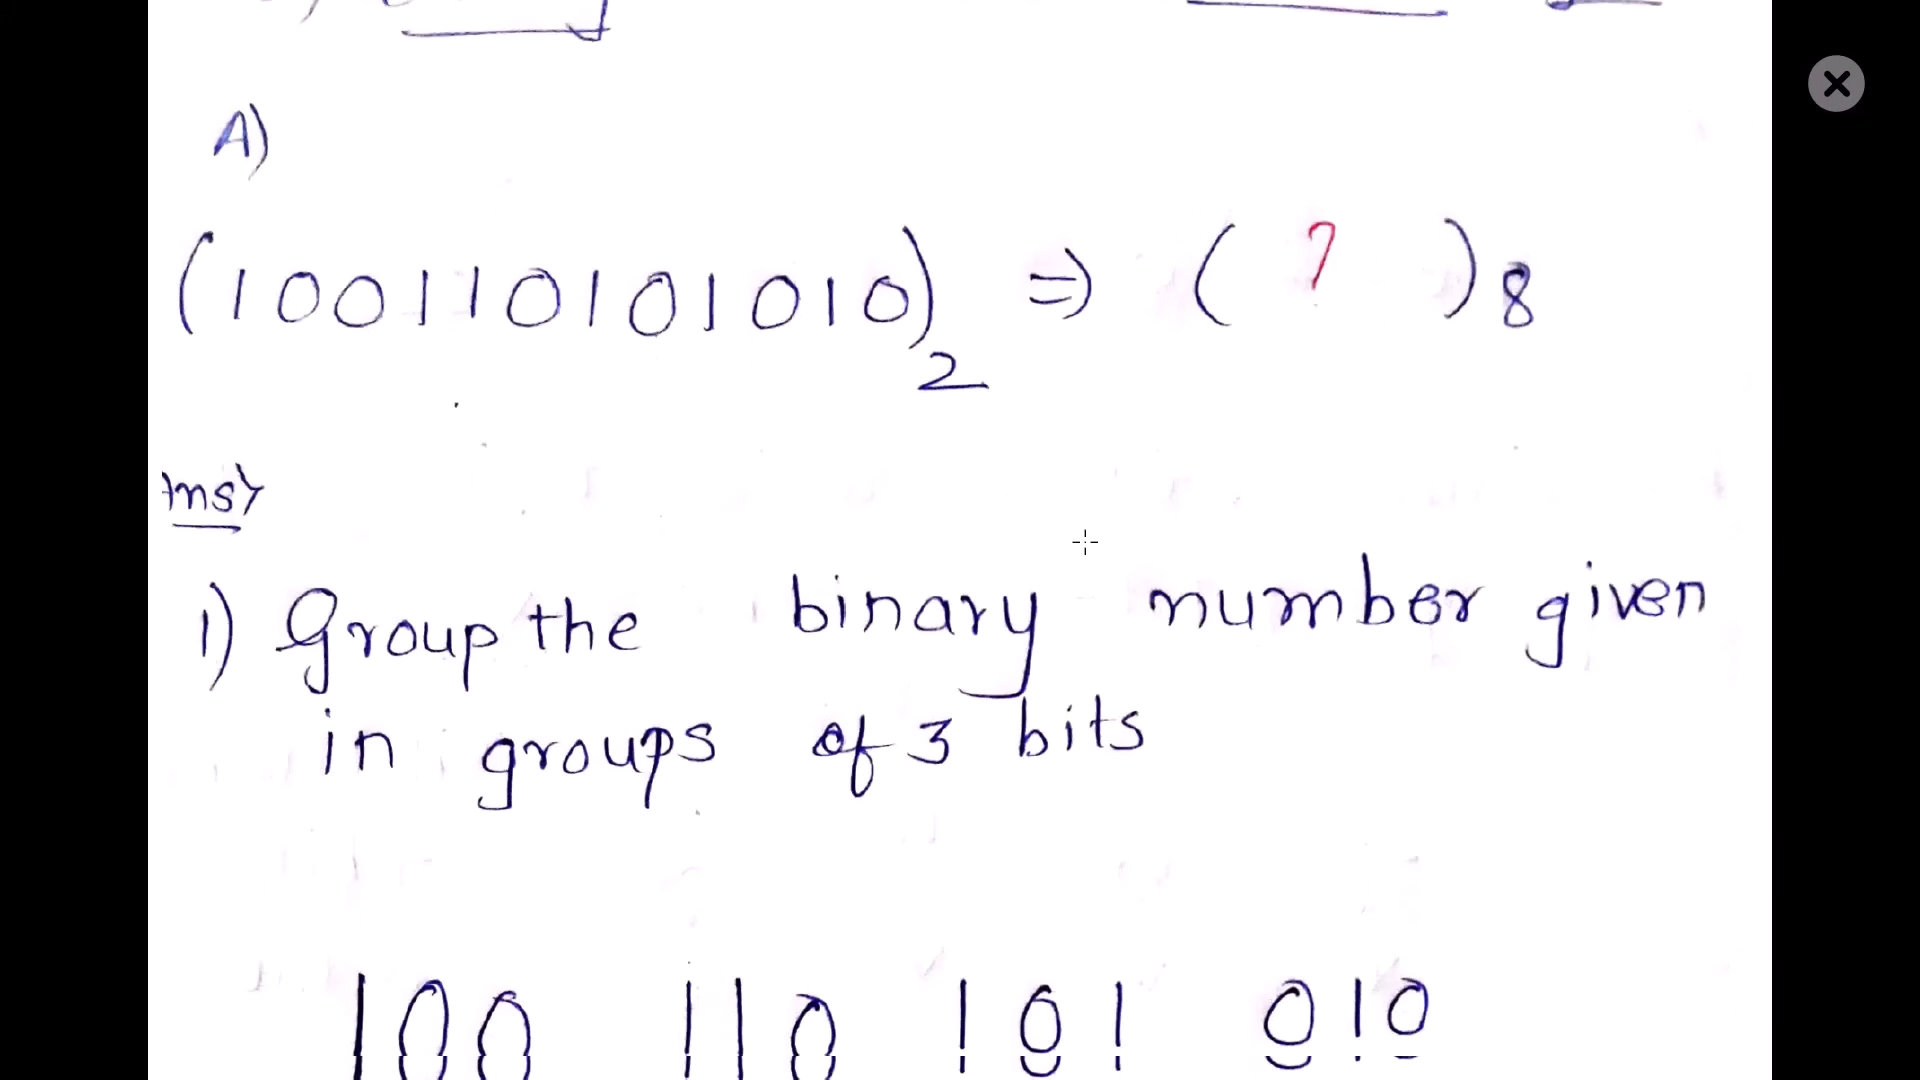 A)
(100110101010)2 ⇒ ( ? )8
Ans>
1) Group the binary number given
in groups of 3 bits
100 110 101 010